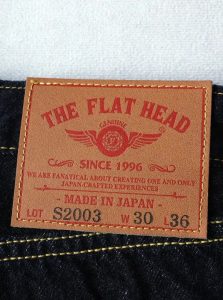 THE FLAT HEAD
GENUINE
SINCE 1996
WE ARE FANATICAL ABOUT CREATING ONE AND ONLY
JAPAN-CRAFTED EXPERIENCES
- MADE IN JAPAN -
LOT S2003 W 30 L 36